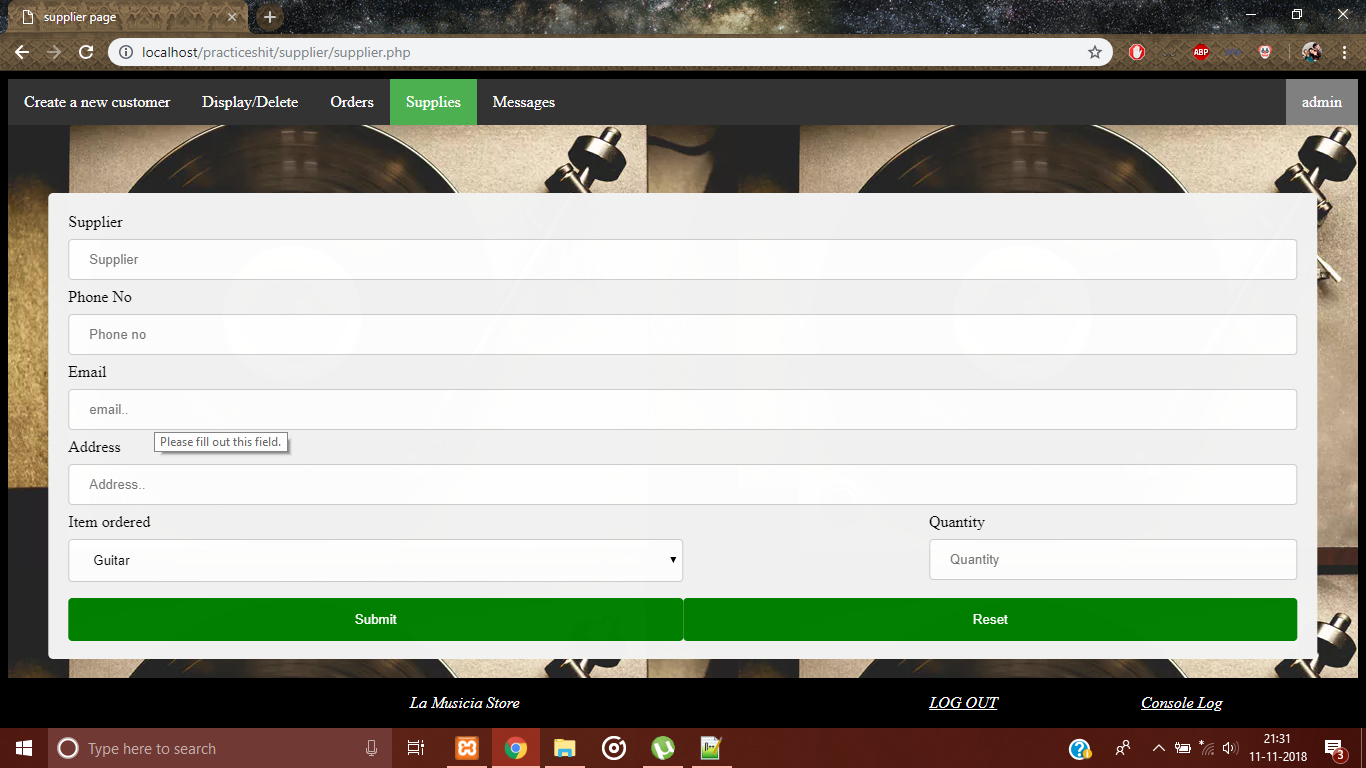 supplier page
localhost/practiceshit/supplier/supplier.php
ABP
Create a new customer Display/Delete Orders Supplies Messages admin
Supplier
Supplier
Phone No
Phone no
Email
email..
Please fill out this field.
Address
Address..
Item ordered Quantity
Guitar Quantity
Submit Reset
La Musicia Store LOG OUT Console Log
Type here to search
21:31
11-11-2018
3